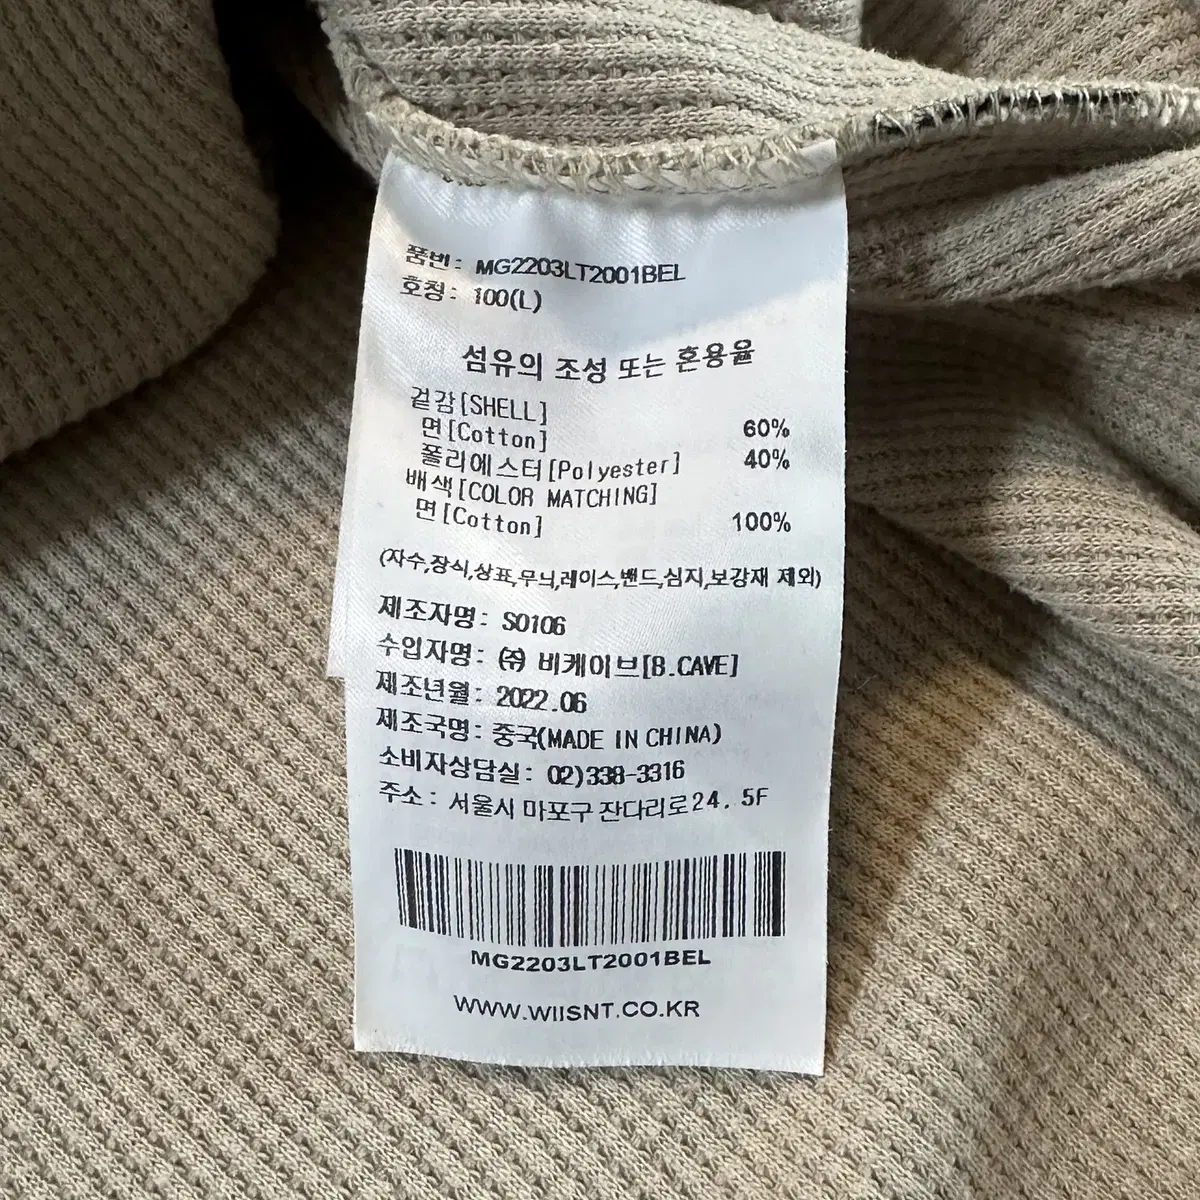 품번: MG2203LT2001BEL
호칭: 100(L)
섬유의 조성 또는 혼용율
겉감[SHELL]
면[Cotton] 60%
폴리에스터[Polyester] 40%
배색[COLOR MATCHING]
면[Cotton] 100%
(자수,장식,상표,무늬,레이스,밴드,심지,보강재 제외)
제조자명: S0106
수입자명: ㈜ 비케이브[B.CAVE]
제조년월: 2022.06
제조국명: 중국(MADE IN CHINA)
소비자상담실: 02)338-3316
주소: 서울시 마포구 잔다리로24, 5F
MG2203LT2001BEL
WWW.WIISNT.CO.KR